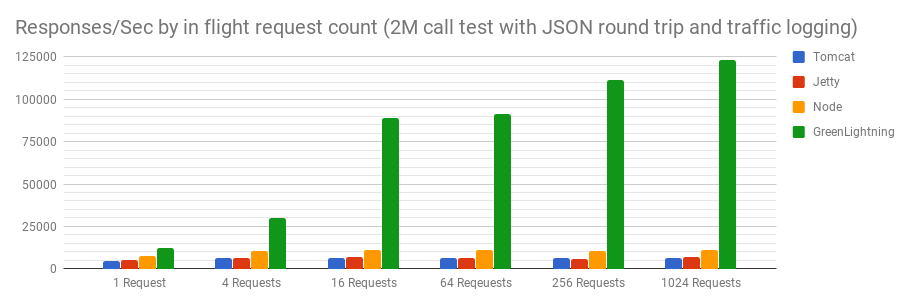 Responses/Sec by in flight request count (2M call test with JSON round trip and traffic logging)
125000
100000
75000
50000
25000
0
1 Request
4 Requests
16 Requests
64 Reqeuests
256 Requests
1024 Requests
Tomcat
Jetty
Node
GreenLightning